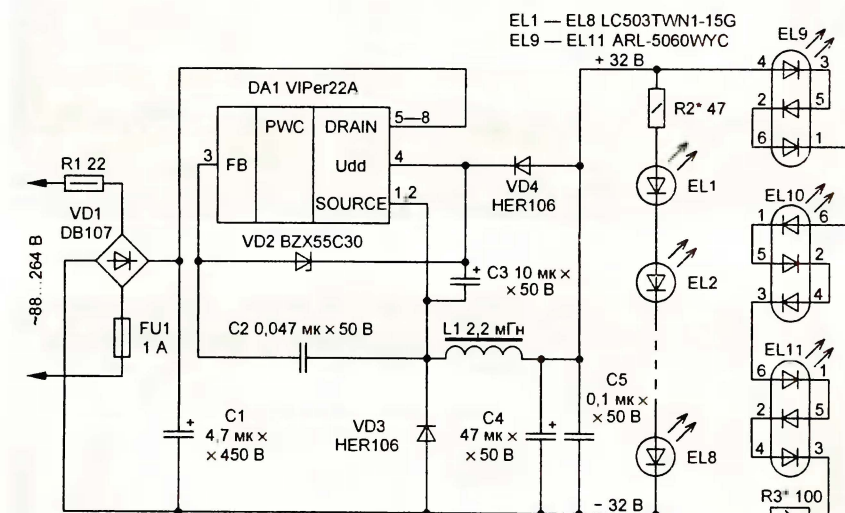 EL1 — EL8 LC503TWN1-15G
EL9 — EL11 ARL-5060WYC
+ 32 В
EL9
4
3
2
5
6
1
DA1 VIPer22A
PWC
DRAIN
5—8
R2* 47
3
FB
Udd
4
SOURCE
1,2
VD4
HER106
EL1
R1 22
VD1
DB107
~88...264 В
FU1
1 А
VD2 BZX55C30
C3 10 мк ×
× 50 В
EL2
EL10
1
6
5
2
3
4
C2 0,047 мк × 50 В
L1 2,2 мГн
EL11
6
1
2
5
4
3
C1
4,7 мк ×
× 450 В
VD3
HER106
C4
47 мк ×
× 50 В
C5
0,1 мк ×
× 50 В
EL8
– 32 В
R3* 100